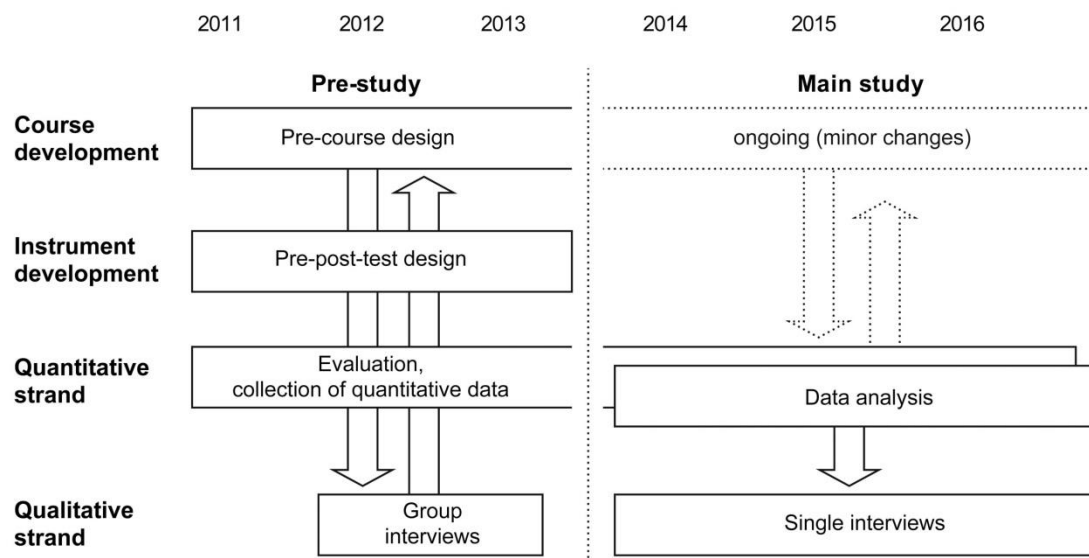 2011 2012 2013 2014 2015 2016
Pre-study Main study
Course
development
Pre-course design
ongoing (minor changes)
Instrument
development
Pre-post-test design
Quantitative
strand
Evaluation,
collection of quantitative data
Data analysis
Qualitative
strand
Group
interviews
Single interviews